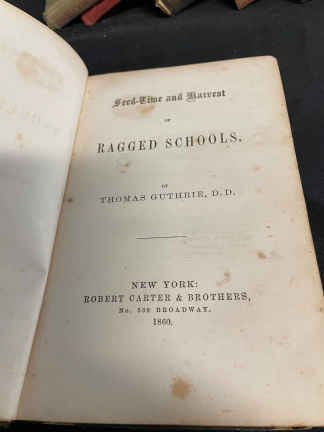 Seed-Time and Harvest
OF
RAGGED SCHOOLS.
BY
THOMAS GUTHRIE, D.D.
NEW YORK:
ROBERT CARTER & BROTHERS,
No. 530 BROADWAY.
1860.